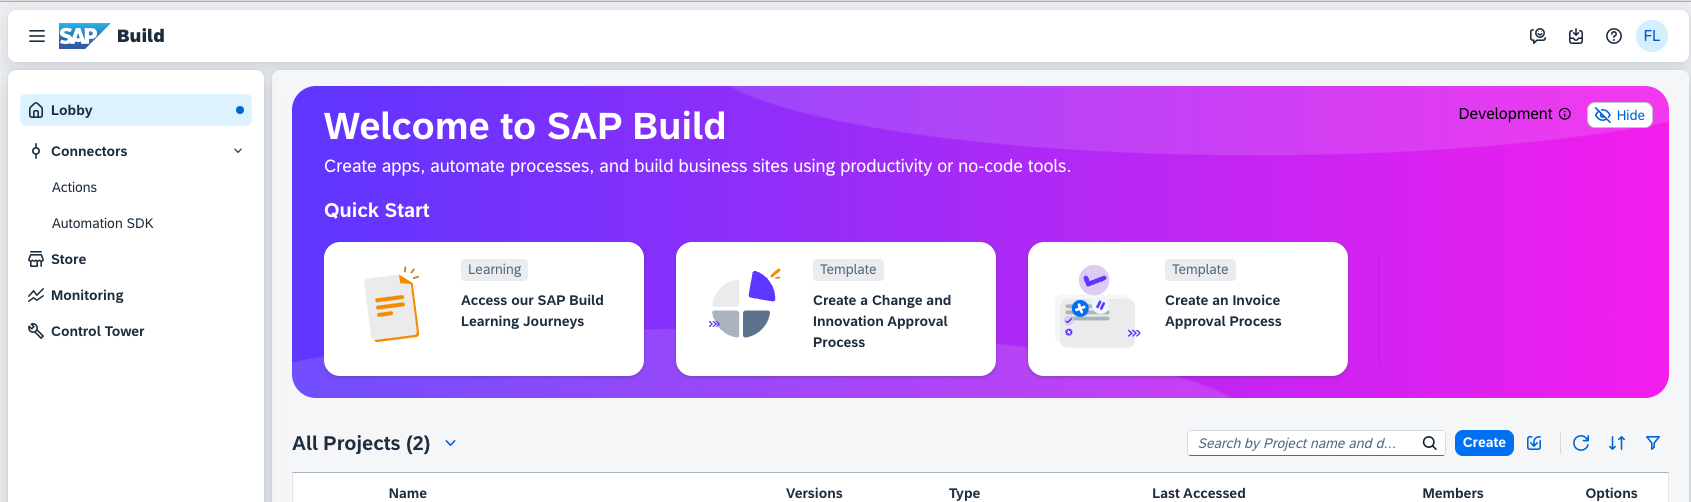 SAP Build
FL
Lobby
Connectors
Actions
Automation SDK
Store
Monitoring
Control Tower
Welcome to SAP Build
Development
Hide
Create apps, automate processes, and build business sites using productivity or no-code tools.
Quick Start
Learning
Access our SAP Build
Learning Journeys
Template
Create a Change and
Innovation Approval
Process
Template
Create an Invoice
Approval Process
All Projects (2)
Search by Project name and d...
Create
Name Versions Type Last Accessed Members Options